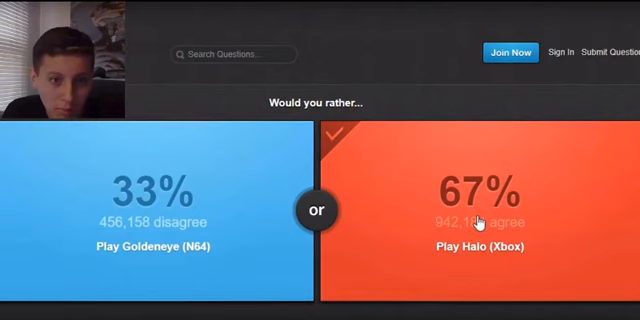 Search Questions...
Join Now
Sign In
Submit Question
Would you rather...
33%
456,158 disagree
Play Goldeneye (N64)
or
67%
agree
Play Halo (Xbox)